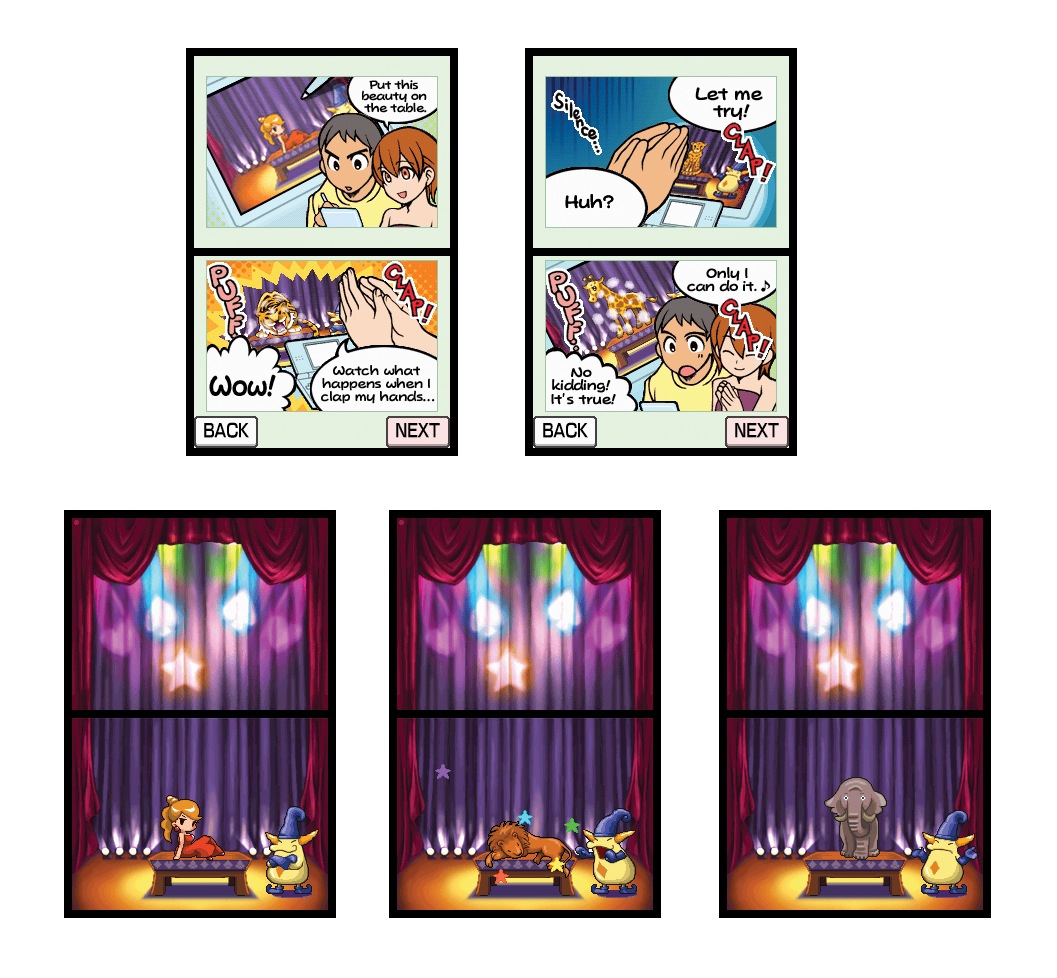 Put this
beauty on
the table.
PUFF!
CLAP!
Wow!
Watch what
happens when I
clap my hands...
BACK
NEXT
Silence...
Let me
try!
CLAP!
Huh?
PUFF!
Only I
can do it. ♪
CLAP!
No
kidding!
It's true!
BACK
NEXT